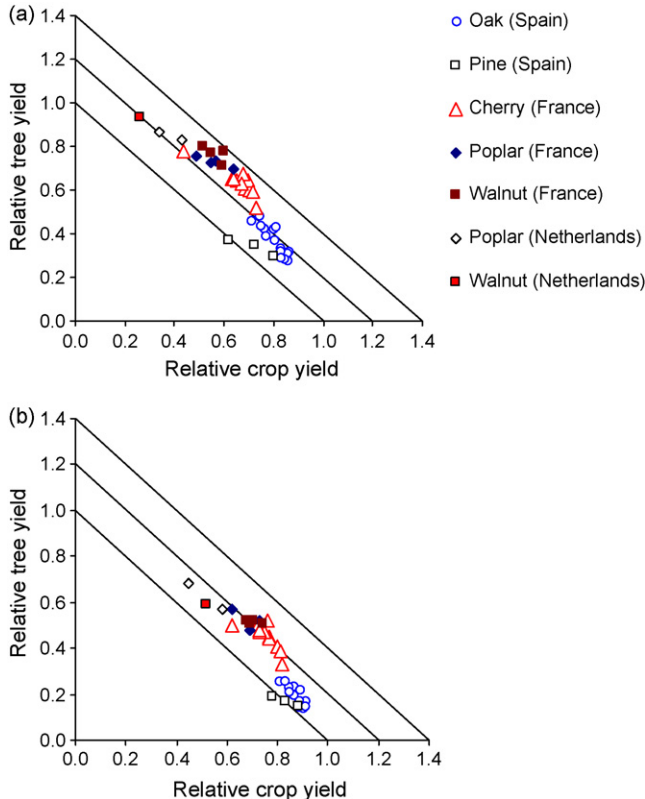 (a)
1.4
1.2
1.0
0.8
0.6
0.4
0.2
0.0
Relative tree yield
0.0 0.2 0.4 0.6 0.8 1.0 1.2 1.4
Relative crop yield
Oak (Spain)
Pine (Spain)
Cherry (France)
Poplar (France)
Walnut (France)
Poplar (Netherlands)
Walnut (Netherlands)
(b)
1.4
1.2
1.0
0.8
0.6
0.4
0.2
0.0
Relative tree yield
0.0 0.2 0.4 0.6 0.8 1.0 1.2 1.4
Relative crop yield